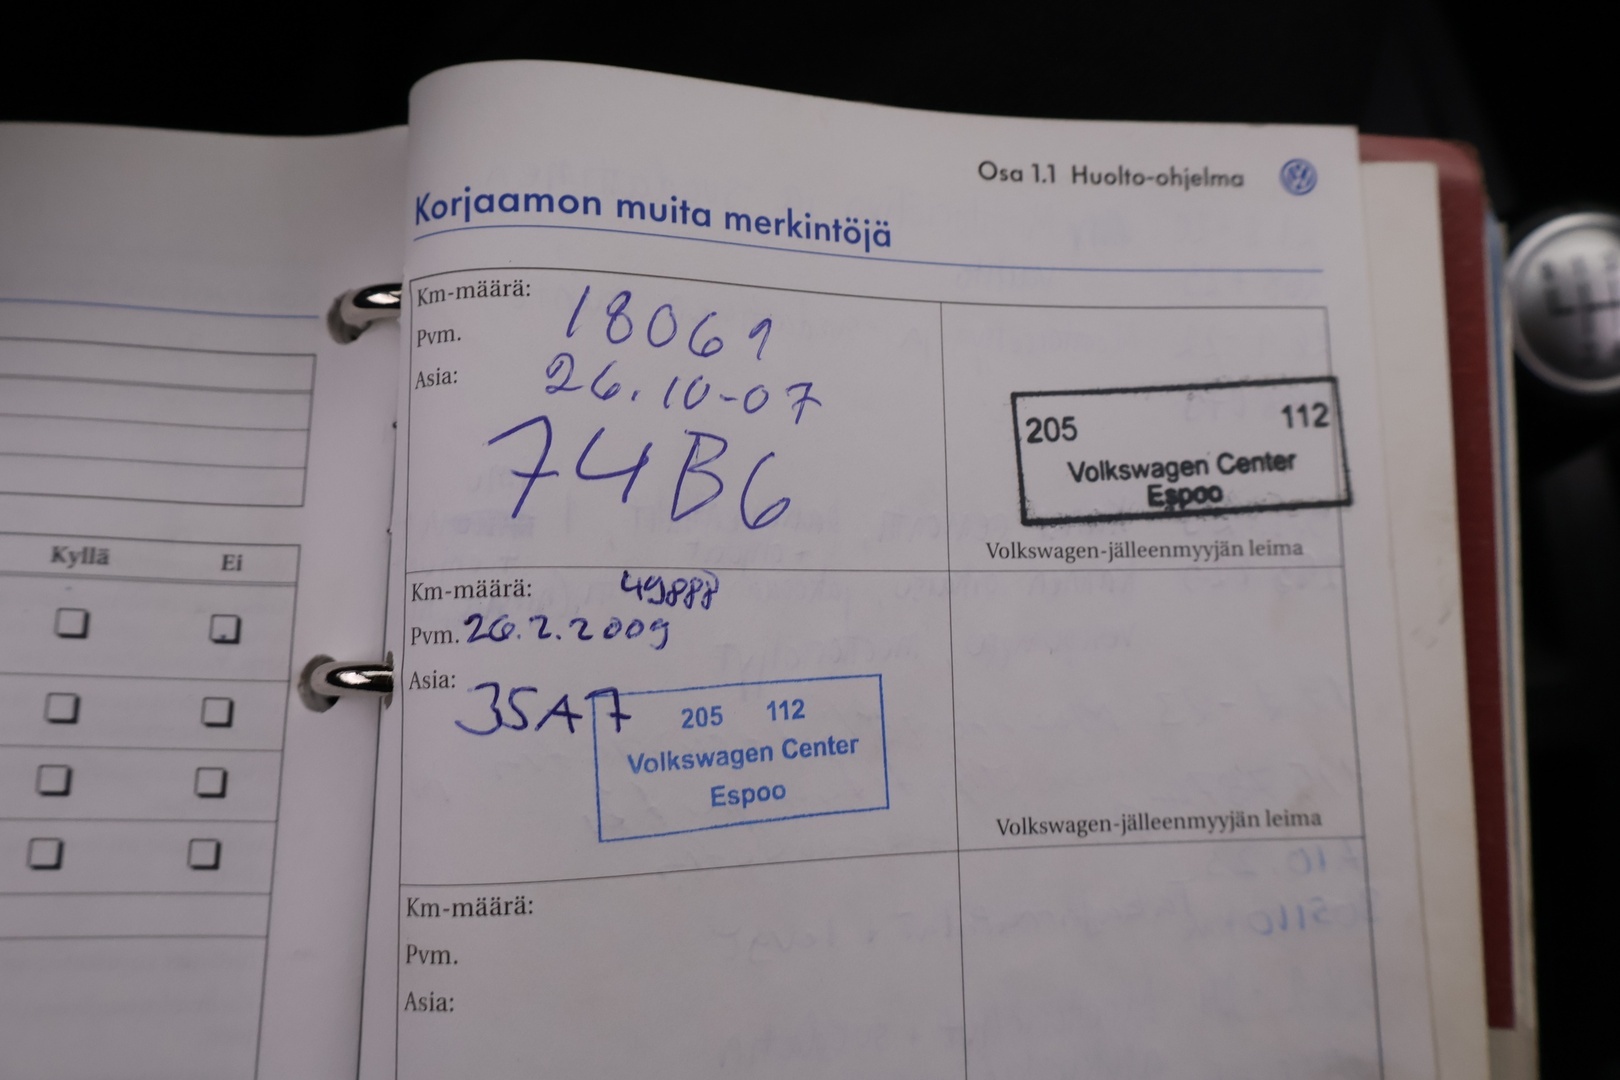 Kyllä Ei
Osa 1.1 Huolto-ohjelma
Korjaamon muita merkintöjä
Km-määrä: 18061
Pvm. 26.10-07
Asia: 74B6
205 112
Volkswagen Center
Espoo
Volkswagen-jälleenmyyjän leima
Km-määrä: 49888
Pvm. 26.2.2009
Asia: 35A7
205 112
Volkswagen Center
Espoo
Volkswagen-jälleenmyyjän leima
Km-määrä:
Pvm.
Asia: